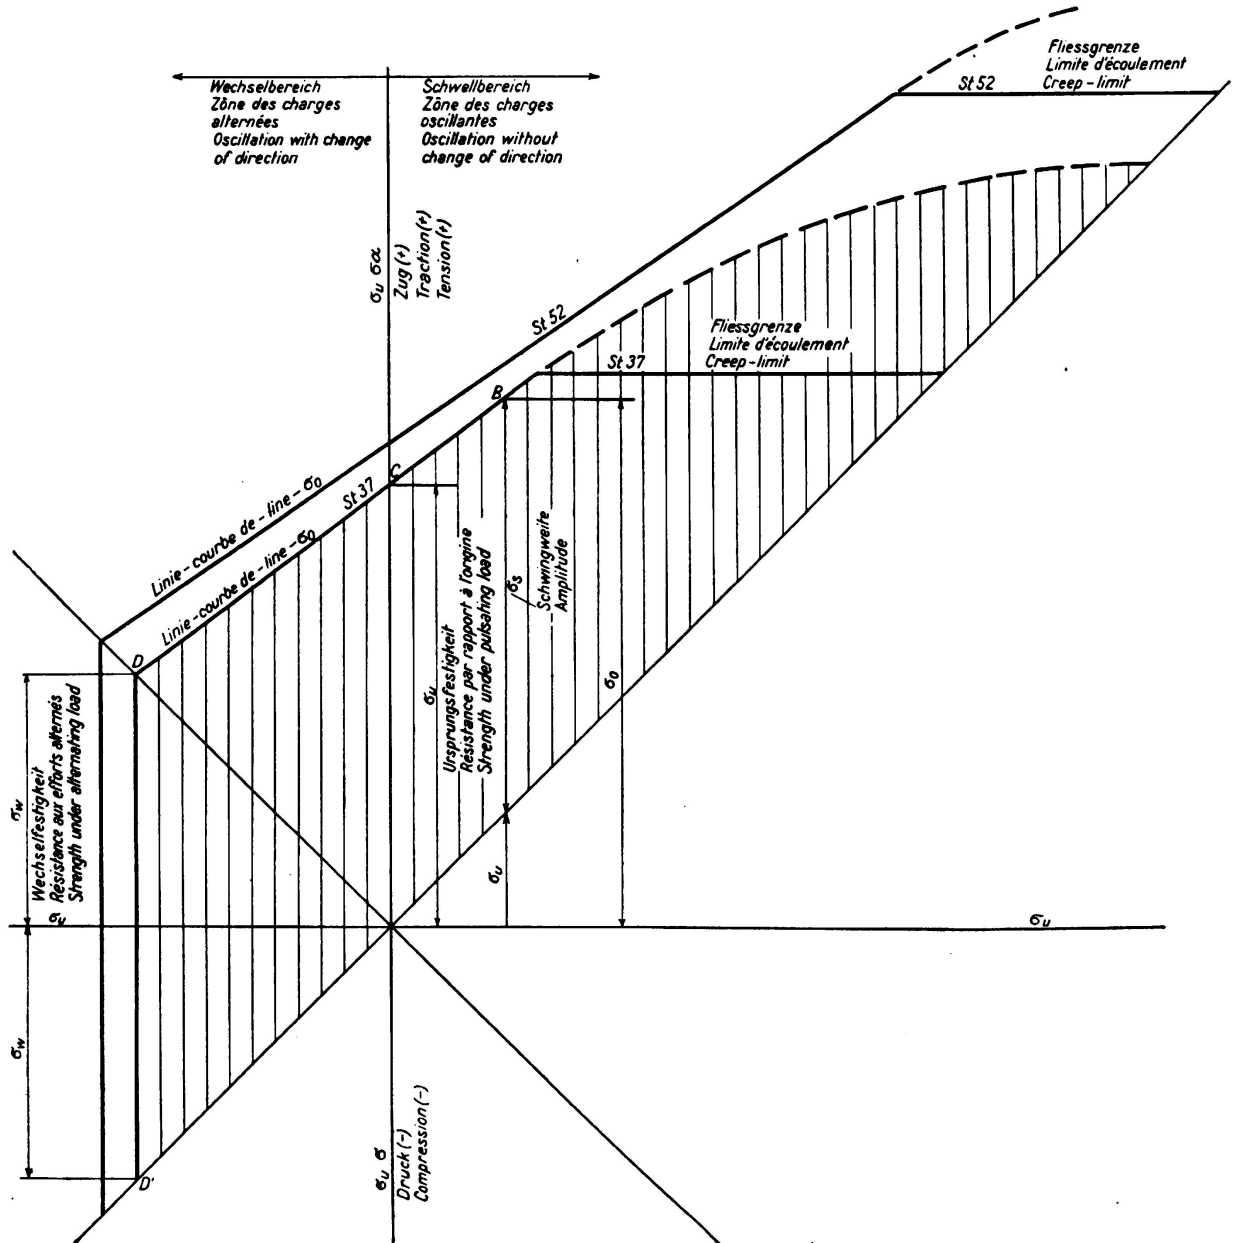 Fliessgrenze
Limite d'écoulement
Creep-limit
St 52
Wechselbereich
Zône des charges
alternées
Oscillation with change
of direction
Schwellbereich
Zône des charges
oscillantes
Oscillation without
change of direction
σu σa
Zug (+)
Traction (+)
Tension (+)
St 52
Fliessgrenze
Limite d'écoulement
Creep-limit
St 37
B
C
Linie-courbe de-line-σo
St 37
Linie-courbe de-line-σo
D
σu
Ursprungsfestigkeit
Résistance par rapport à l'origine
Strength under pulsating load
σs
Schwingweite
Amplitude
σo
σu
σw
Wechselfestigkeit
Résistance aux efforts alternés
Strength under alternating load
σu
σu
σw
D'
σu σ
Druck (-)
Compression (-)